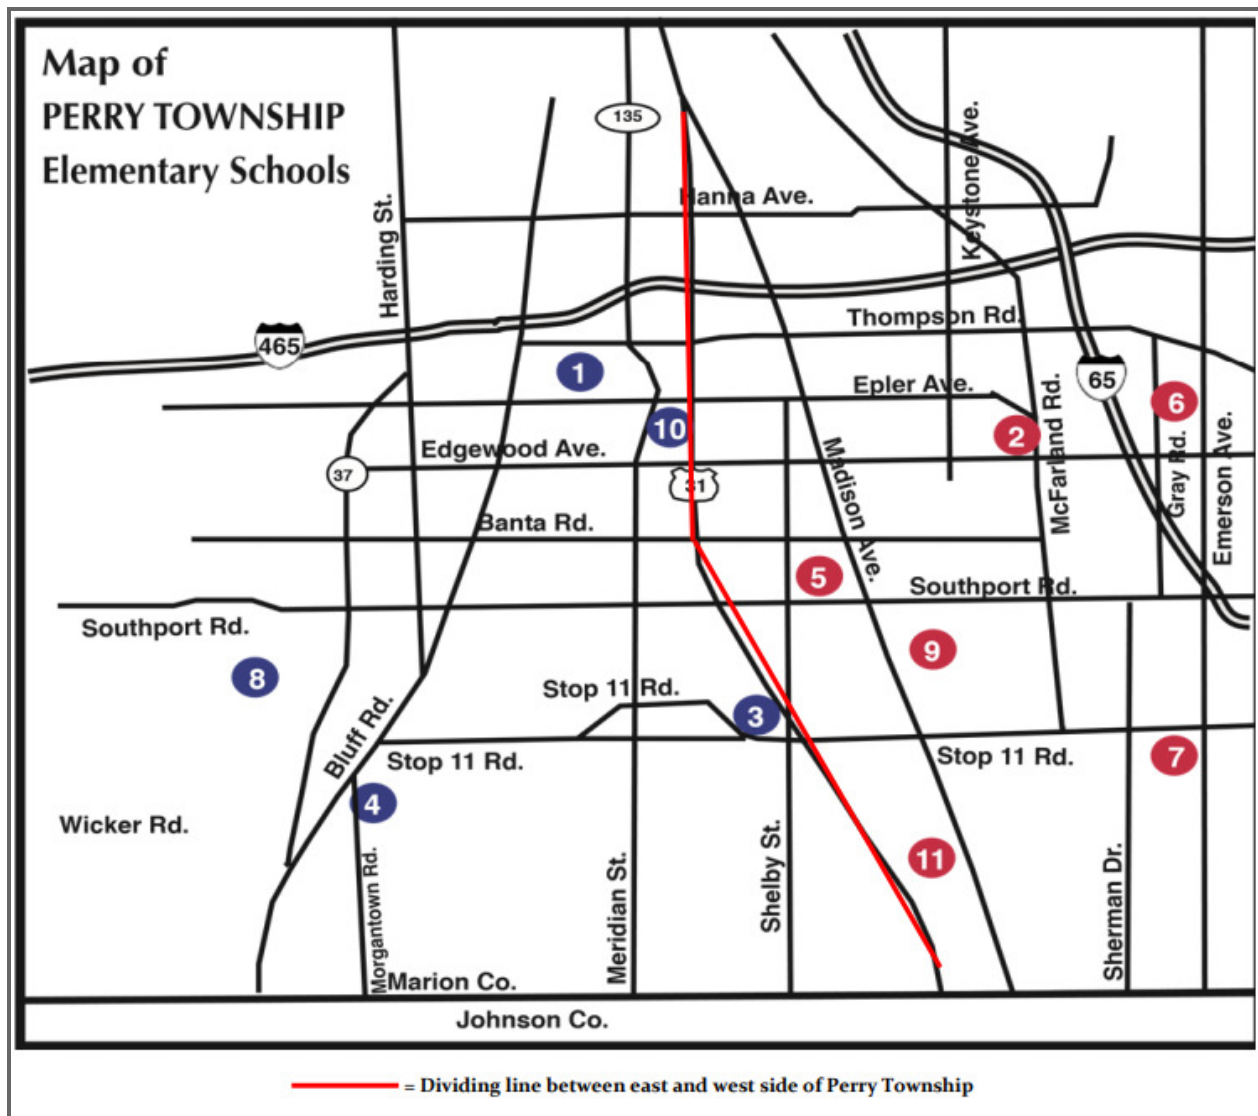 Map of
PERRY TOWNSHIP
Elementary Schools
135
Hanna Ave.
Keystone Ave.
Harding St.
Thompson Rd.
465
1
Epler Ave.
65
6
10
2
Edgewood Ave.
37
31
Madison Ave.
McFarland Rd.
Gray Rd.
Emerson Ave.
Banta Rd.
5
Southport Rd.
Southport Rd.
8
9
Stop 11 Rd.
3
Bluff Rd.
Stop 11 Rd.
Stop 11 Rd.
7
4
Wicker Rd.
11
Morgantown Rd.
Meridian St.
Shelby St.
Sherman Dr.
Marion Co.
Johnson Co.
= Dividing line between east and west side of Perry Township